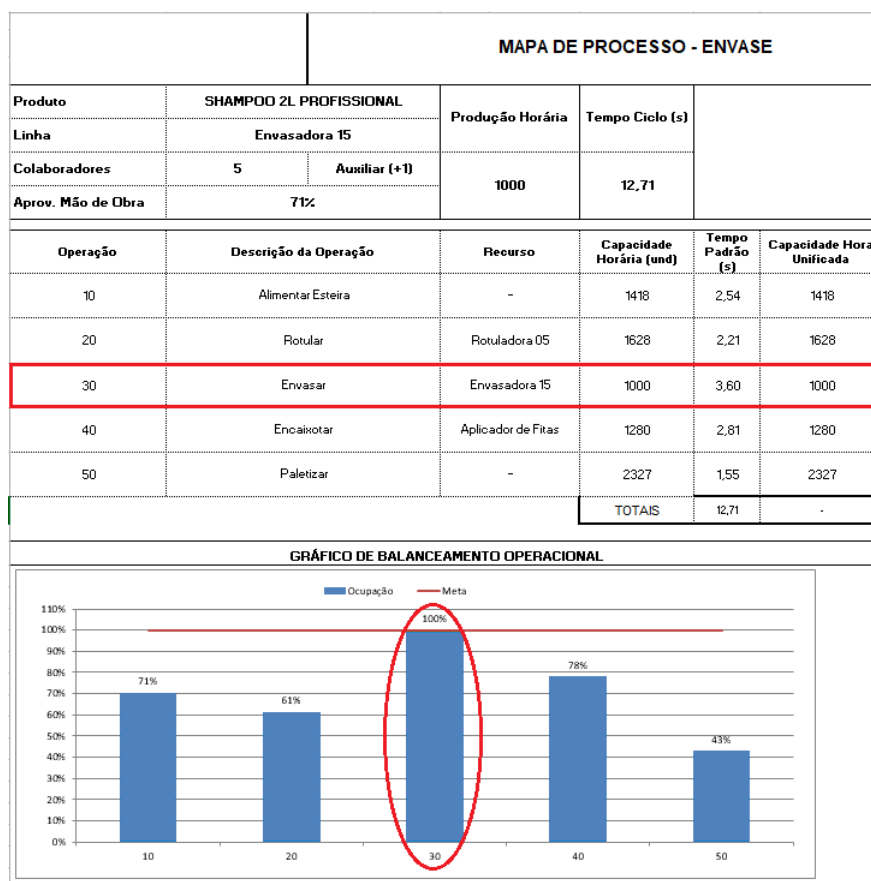 MAPA DE PROCESSO - ENVASE
Produto SHAMPOO 2L PROFISSIONAL Produção Horária Tempo Ciclo (s)
Linha Envasadora 15
Colaboradores 5 Auxiliar (+1) 1000 12,71
Aprov. Mão de Obra 71%
Operação Descrição da Operação Recurso Capacidade Horária (und) Tempo Padrão (s) Capacidade Hora Unificada
10 Alimentar Esteira - 1418 2,54 1418
20 Rotular Rotuladora 05 1628 2,21 1628
30 Envasar Envasadora 15 1000 3,60 1000
40 Encaixotar Aplicador de Fitas 1280 2,81 1280
50 Paletizar - 2327 1,55 2327
TOTAIS 12,71 -
GRÁFICO DE BALANCEAMENTO OPERACIONAL
Ocupação Meta
110%
100%
90%
80%
70%
60%
50%
40%
30%
20%
10%
0%
71%
61%
100%
78%
43%
10 20 30 40 50